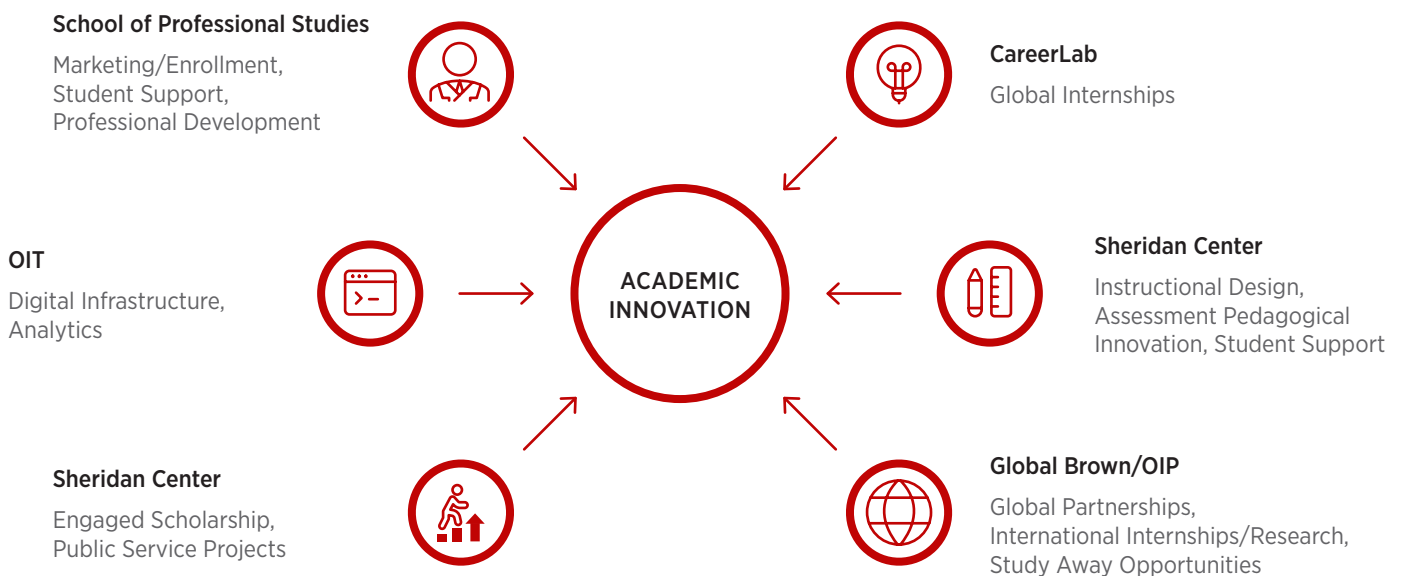 School of Professional Studies
Marketing/Enrollment,
Student Support,
Professional Development
CareerLab
Global Internships
OIT
Digital Infrastructure,
Analytics
ACADEMIC
INNOVATION
Sheridan Center
Instructional Design,
Assessment Pedagogical
Innovation, Student Support
Sheridan Center
Engaged Scholarship,
Public Service Projects
Global Brown/OIP
Global Partnerships,
International Internships/Research,
Study Away Opportunities